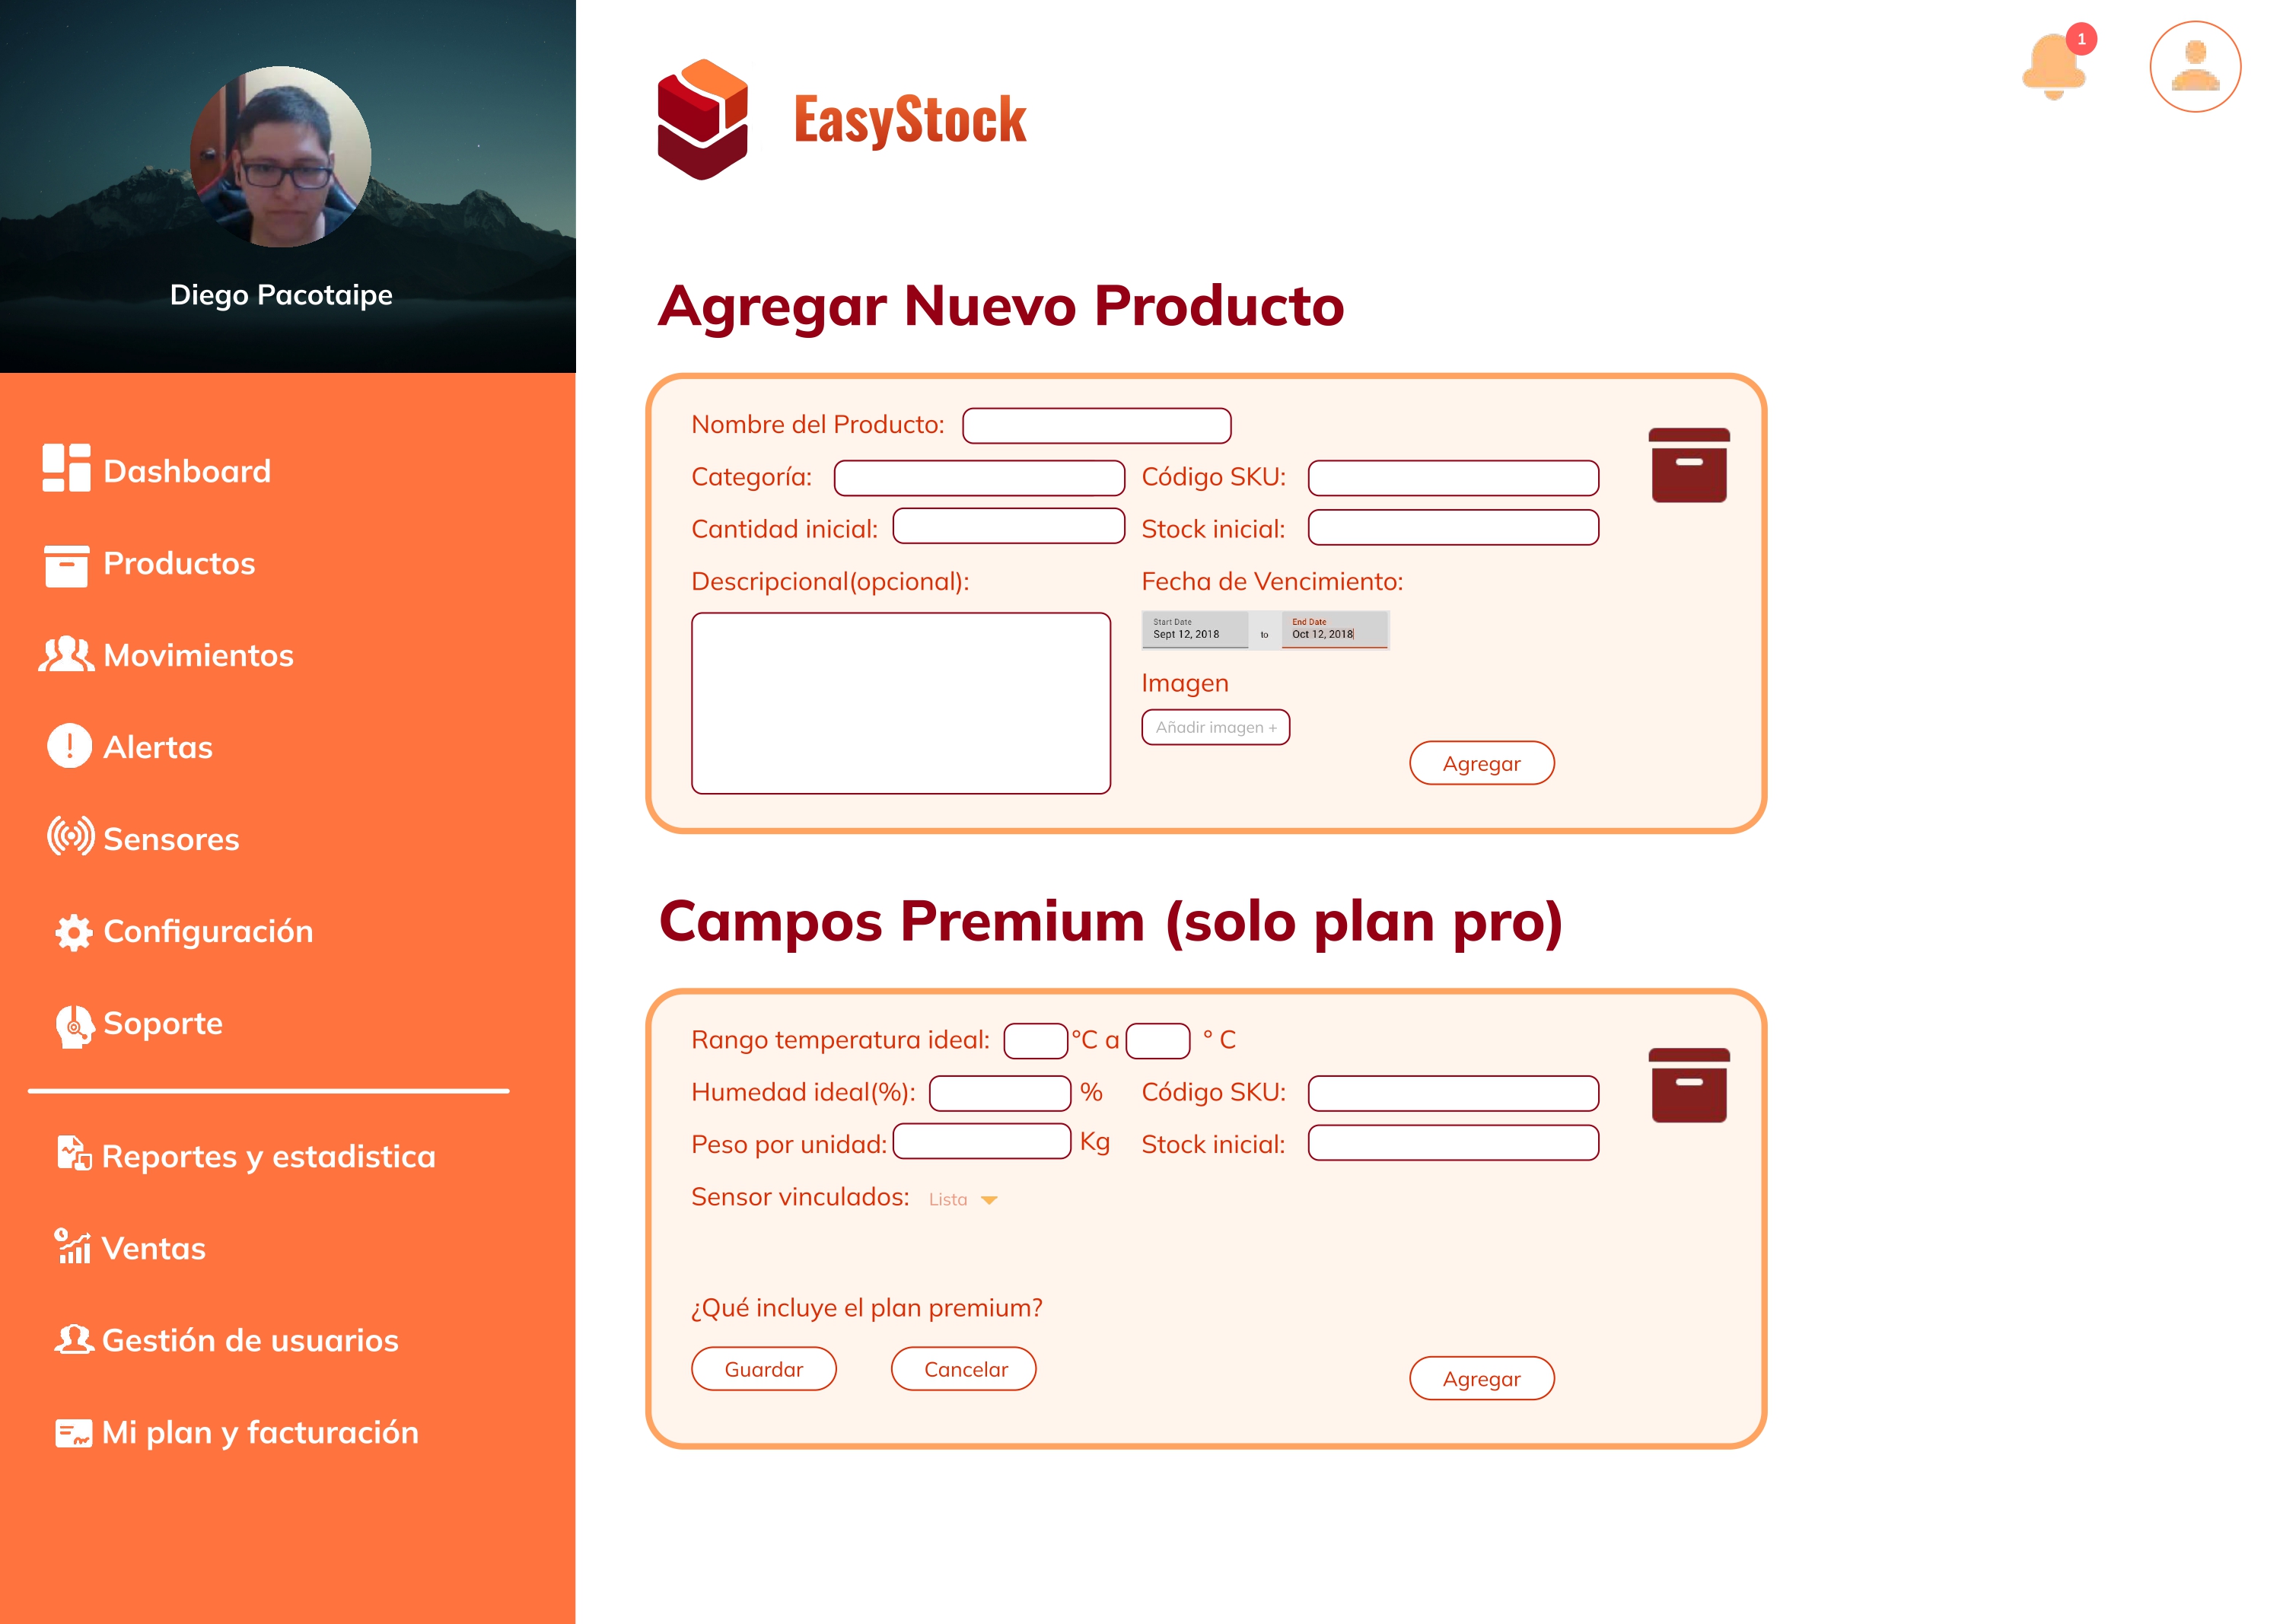 1
EasyStock
Diego Pacotaipe
Dashboard
Productos
Movimientos
Alertas
Sensores
Configuración
Soporte
Reportes y estadistica
Ventas
Gestión de usuarios
Mi plan y facturación
Agregar Nuevo Producto
Nombre del Producto:
Categoría: Código SKU:
Cantidad inicial: Stock inicial:
Descripcional(opcional): Fecha de Vencimiento:
Start Date End Date
Sept 12, 2018 to Oct 12, 2018
Imagen
Añadir imagen +
Agregar
Campos Premium (solo plan pro)
Rango temperatura ideal: °C a ° C
Humedad ideal(%): % Código SKU:
Peso por unidad: Kg Stock inicial:
Sensor vinculados: Lista
¿Qué incluye el plan premium?
Guardar Cancelar Agregar